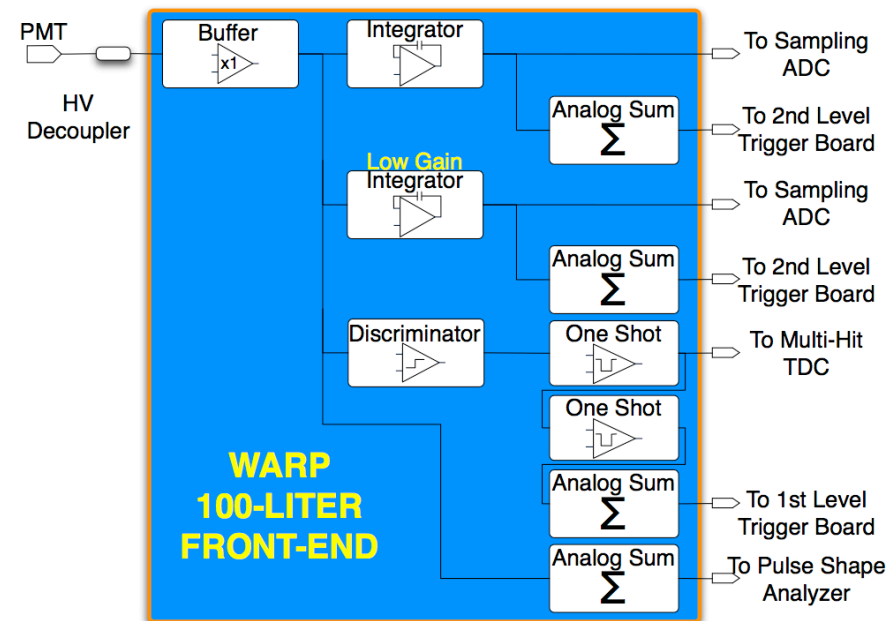 PMT
HV
Decoupler
Buffer
x1
Integrator
To Sampling
ADC
Analog Sum
Σ
To 2nd Level
Trigger Board
Low Gain
Integrator
To Sampling
ADC
Analog Sum
Σ
To 2nd Level
Trigger Board
Discriminator
One Shot
To Multi-Hit
TDC
One Shot
Analog Sum
Σ
To 1st Level
Trigger Board
Analog Sum
Σ
To Pulse Shape
Analyzer
WARP
100-LITER
FRONT-END